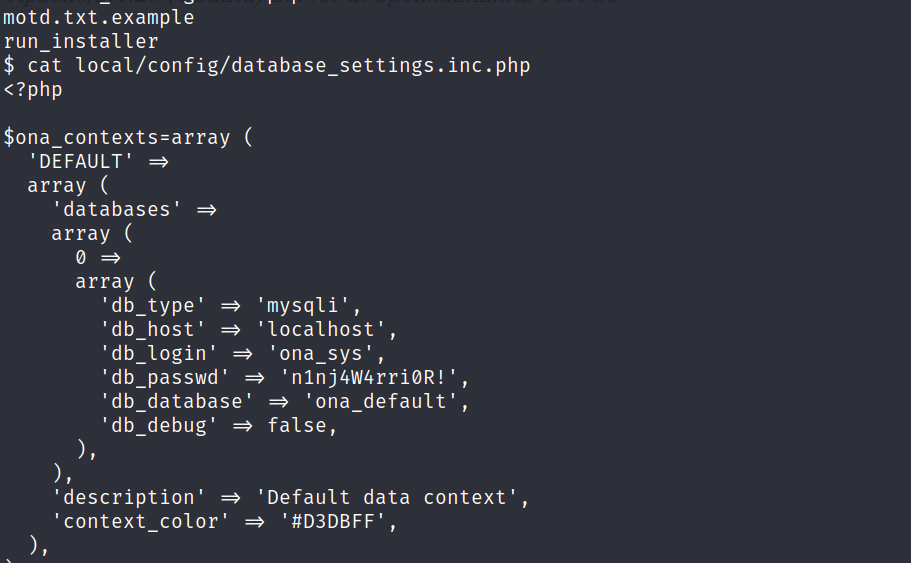 motd.txt.example
run_installer
$ cat local/config/database_settings.inc.php
<?php
$ona_contexts=array (
'DEFAULT' =>
array (
'databases' =>
array (
0 =>
array (
'db_type' => 'mysqli',
'db_host' => 'localhost',
'db_login' => 'ona_sys',
'db_passwd' => 'n1nj4W4rri0R!',
'db_database' => 'ona_default',
'db_debug' => false,
),
),
'description' => 'Default data context',
'context_color' => '#D3DBFF',
),